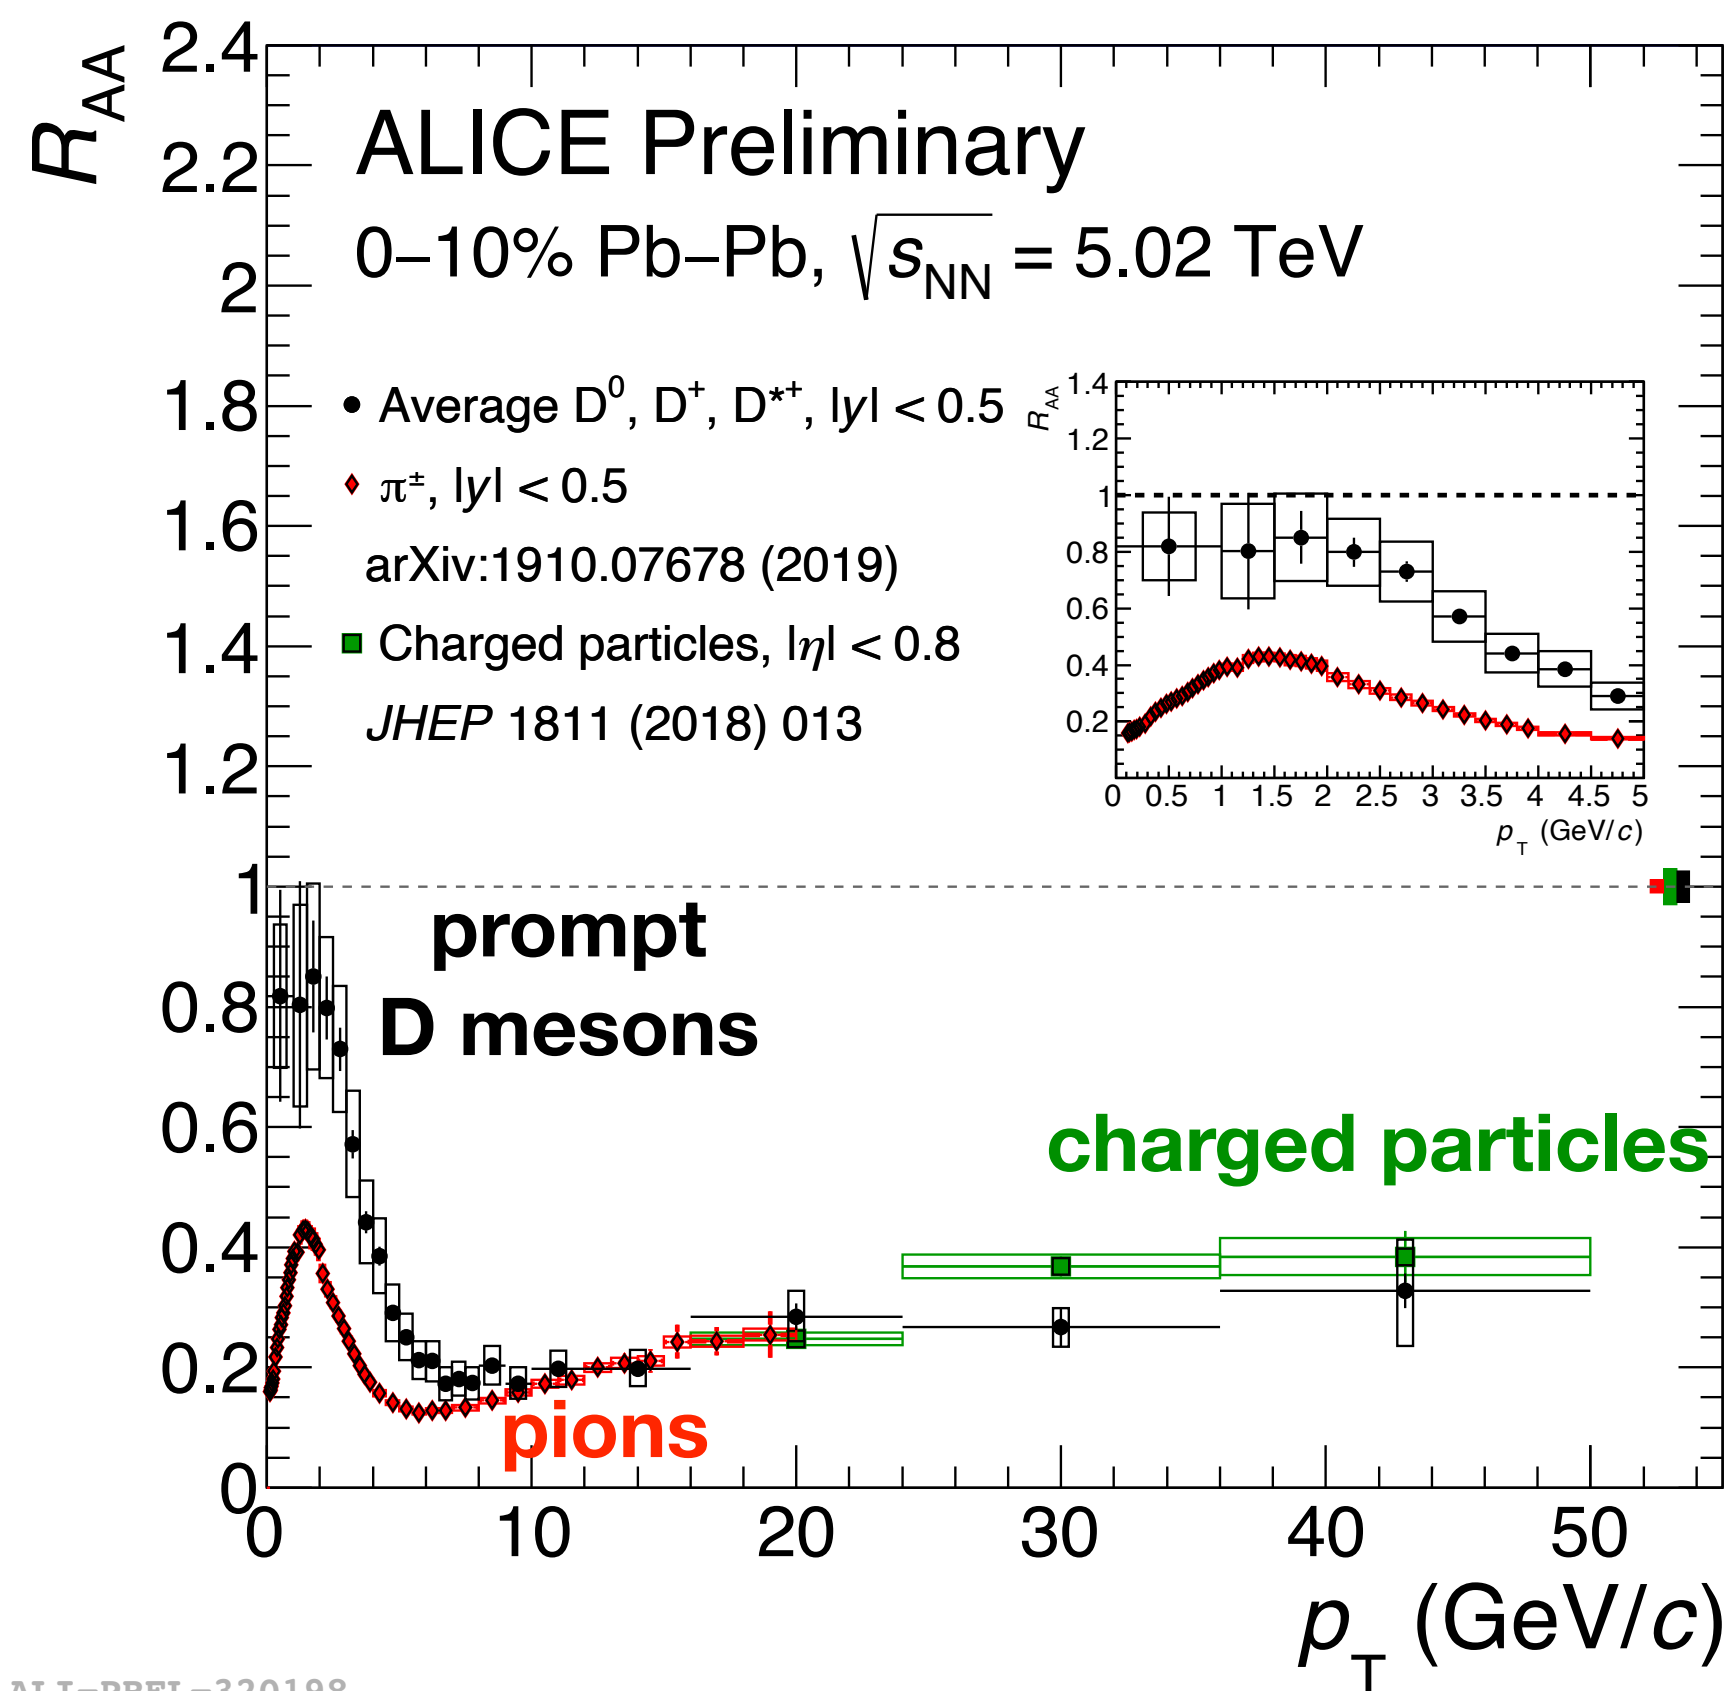 R_AA
2.4
2.2
2
1.8
1.6
1.4
1.2
1
0.8
0.6
0.4
0.2
0
ALICE Preliminary
0–10% Pb–Pb, √s_NN = 5.02 TeV
Average D⁰, D⁺, D*⁺, |y| < 0.5
π±, |y| < 0.5
arXiv:1910.07678 (2019)
Charged particles, |η| < 0.8
JHEP 1811 (2018) 013
R_AA
1.4
1.2
1
0.8
0.6
0.4
0.2
0 0.5 1 1.5 2 2.5 3 3.5 4 4.5 5
p_T (GeV/c)
prompt
D mesons
charged particles
pions
0 10 20 30 40 50
p_T (GeV/c)
ALI-PREL-320198